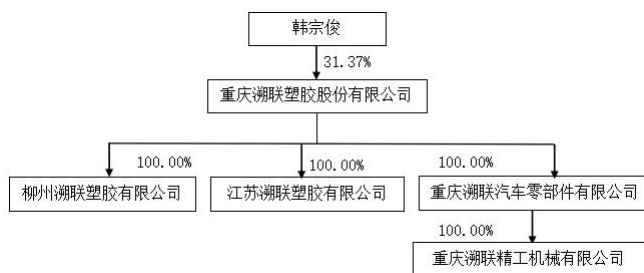 韩宗俊
31.37%
重庆溯联塑胶股份有限公司
100.00%
100.00%
100.00%
柳州溯联塑胶有限公司
江苏溯联塑胶有限公司
重庆溯联汽车零部件有限公司
100.00%
重庆溯联精工机械有限公司